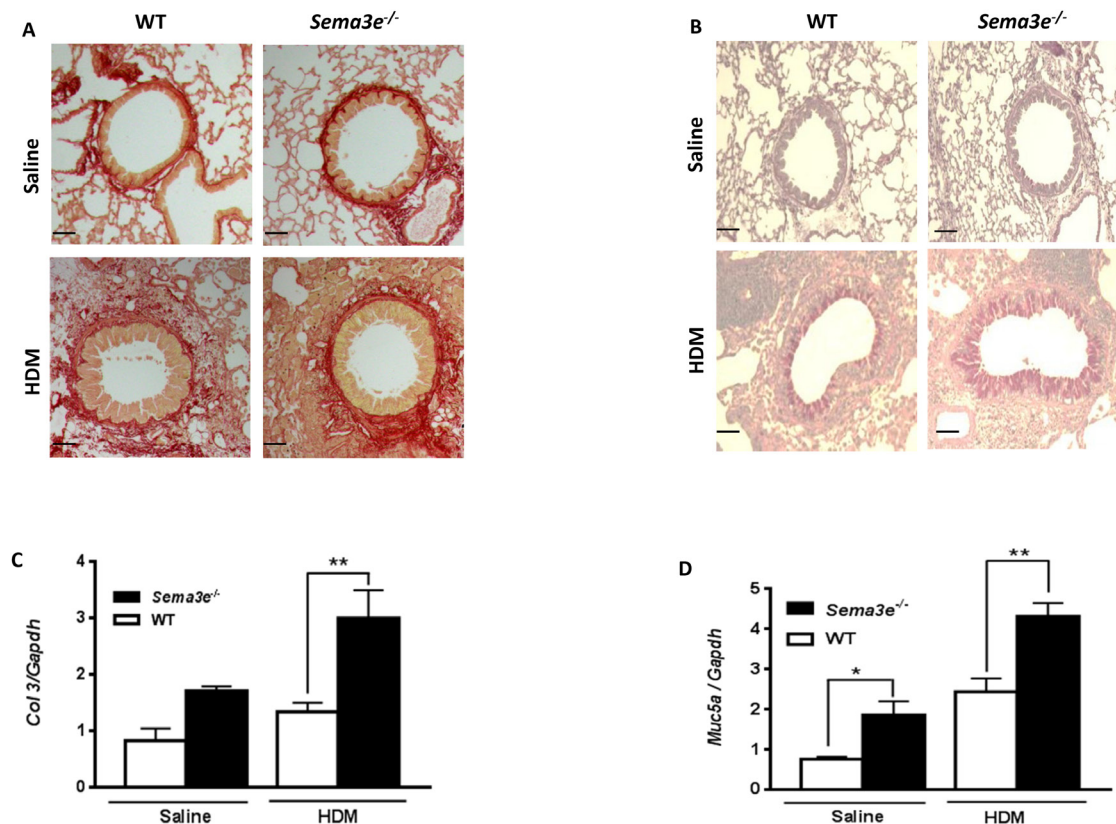 A
WT
Sema3e-/-
Saline
HDM
B
WT
Sema3e-/-
Saline
HDM
C
4
3
2
1
0
Col 3/Gapdh
Sema3e-/-
WT
**
Saline
HDM
D
5
4
3
2
1
0
Muc5a / Gapdh
Sema3e-/-
WT
*
**
Saline
HDM